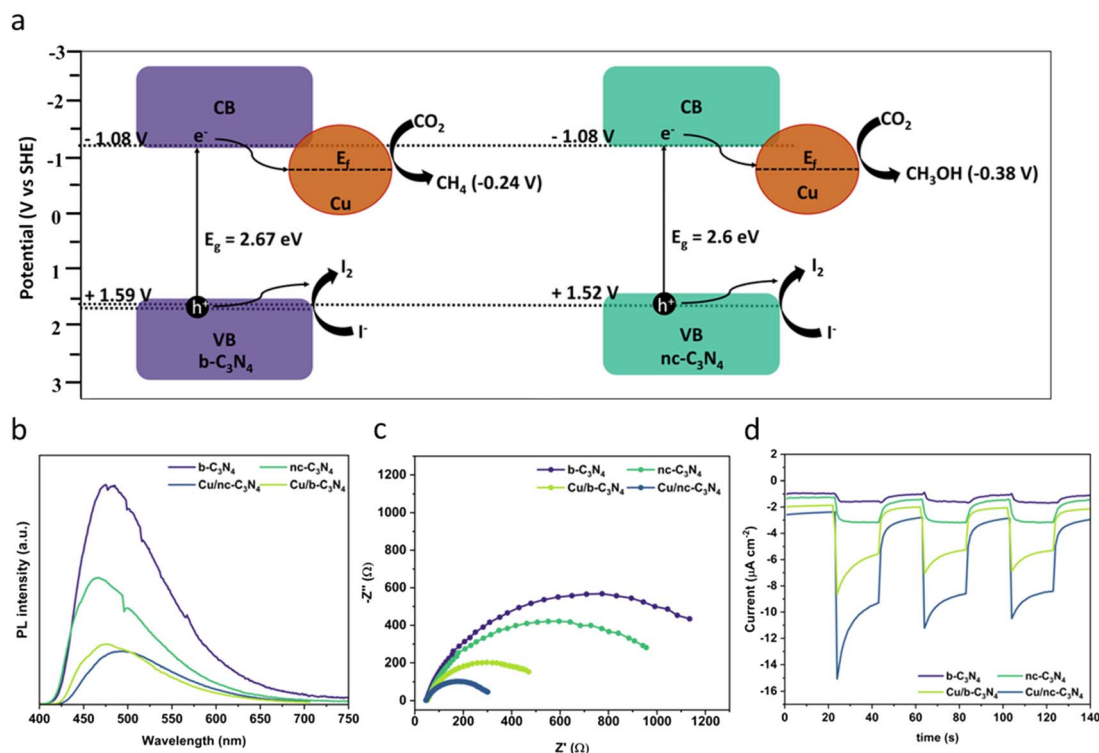 a
Potential (V vs SHE)
-3
-2
-1
0
1
2
3
CB
- 1.08 V
e-
Ef
Cu
CO2
CH4 (-0.24 V)
Eg = 2.67 eV
+ 1.59 V
h+
I2
I-
VB
b-C3N4
CB
- 1.08 V
e-
Ef
Cu
CO2
CH3OH (-0.38 V)
Eg = 2.6 eV
+ 1.52 V
h+
I2
I-
VB
nc-C3N4
b
b-C3N4 nc-C3N4
Cu/nc-C3N4 Cu/b-C3N4
PL intensity (a.u.)
400 450 500 550 600 650 700 750
Wavelength (nm)
c
b-C3N4 nc-C3N4
Cu/b-C3N4 Cu/nc-C3N4
-Z'' (Ω)
1200
1000
800
600
400
200
0
0 200 400 600 800 1000 1200
Z' (Ω)
d
Current (µA cm-2)
2
0
-2
-4
-6
-8
-10
-12
-14
-16
b-C3N4 nc-C3N4
Cu/b-C3N4 Cu/nc-C3N4
0 20 40 60 80 100 120 140
time (s)